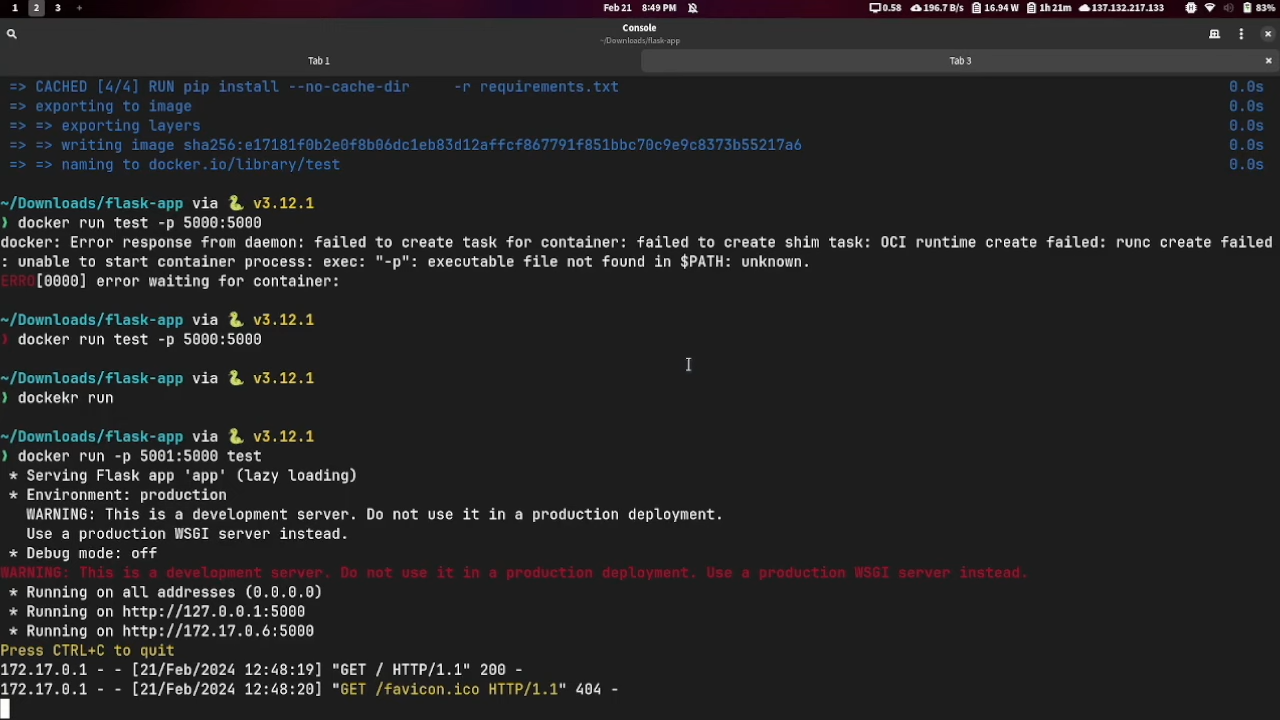 1 2 3 + Feb 21 8:49 PM 0.58 196.7 B/s 16.94 W 1h 21m 137.132.217.133 83%
Console
~/Downloads/flask-app
Tab 1 Tab 3
=> CACHED [4/4] RUN pip install --no-cache-dir -r requirements.txt 0.0s
=> exporting to image 0.0s
=> => exporting layers 0.0s
=> => writing image sha256:e17181f0b2e0f8b06dc1eb83d12affcf867791f851bbc70c9e9c8373b55217a6 0.0s
=> => naming to docker.io/library/test 0.0s
~/Downloads/flask-app via 🐍 v3.12.1
❯ docker run test -p 5000:5000
docker: Error response from daemon: failed to create task for container: failed to create shim task: OCI runtime create failed
: runc create failed: unable to start container process: exec: "-p": executable file not found in $PATH: unknown.
ERRO[0000] error waiting for container:
~/Downloads/flask-app via 🐍 v3.12.1
❯ docker run test -p 5000:5000
~/Downloads/flask-app via 🐍 v3.12.1
❯ dockekr run
~/Downloads/flask-app via 🐍 v3.12.1
❯ docker run -p 5001:5000 test
* Serving Flask app 'app' (lazy loading)
* Environment: production
WARNING: This is a development server. Do not use it in a production deployment.
Use a production WSGI server instead.
* Debug mode: off
WARNING: This is a development server. Do not use it in a production deployment. Use a production WSGI server instead.
* Running on all addresses (0.0.0.0)
* Running on http://127.0.0.1:5000
* Running on http://172.17.0.6:5000
Press CTRL+C to quit
172.17.0.1 - - [21/Feb/2024 12:48:19] "GET / HTTP/1.1" 200 -
172.17.0.1 - - [21/Feb/2024 12:48:20] "GET /favicon.ico HTTP/1.1" 404 -